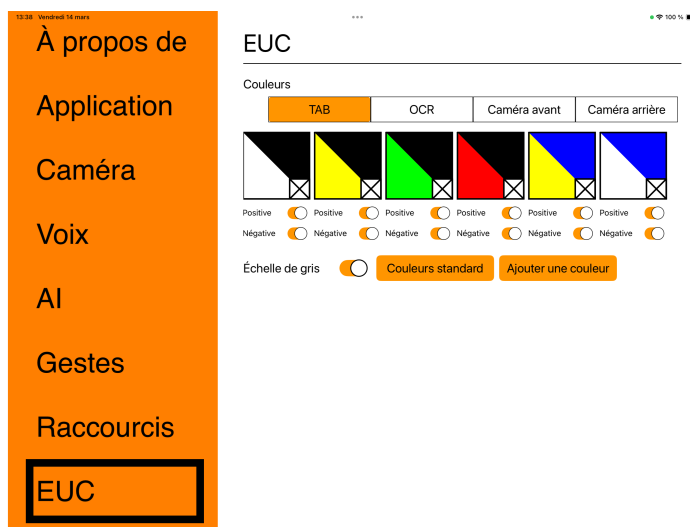 13:38 Vendredi 14 mars
100 %
À propos de
Application
Caméra
Voix
AI
Gestes
Raccourcis
EUC
EUC
Couleurs
TAB OCR Caméra avant Caméra arrière
Positive Positive Positive Positive Positive Positive
Négative Négative Négative Négative Négative Négative
Échelle de gris Couleurs standard Ajouter une couleur